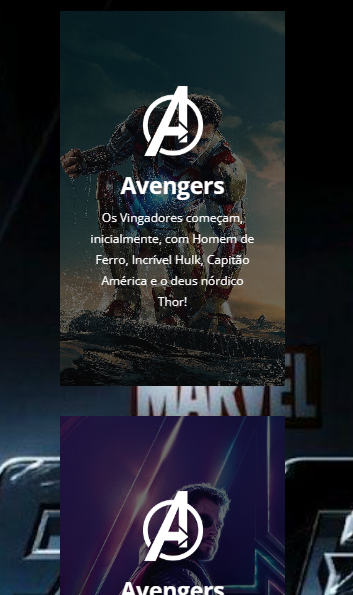 Avengers
Os Vingadores começam,
inicialmente, com Homem de
Ferro, Incrível Hulk, Capitão
América e o deus nórdico
Thor!
MARVEL
Avengers